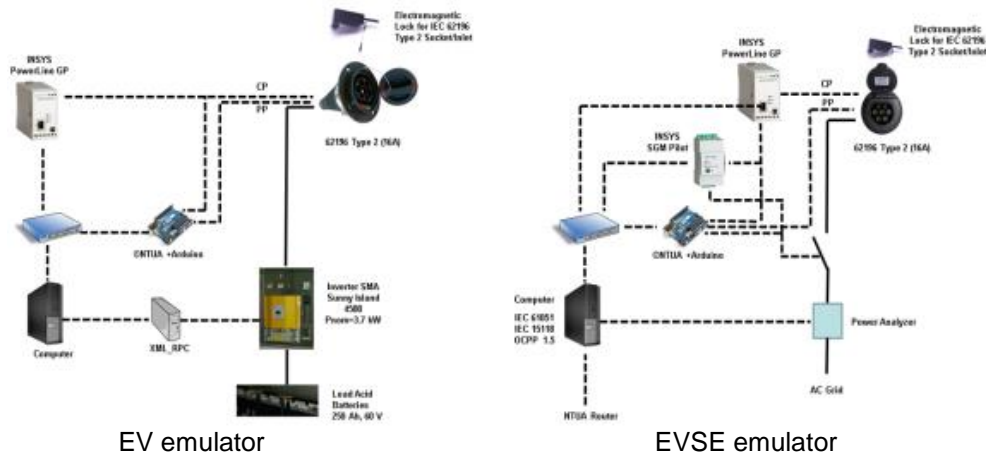 Electromagnetic
Lock for IEC 62196
Type 2 Socket/Inlet
INSYS
PowerLine GP
CP
PP
62196 Type 2 (16A)
©NTUA +Arduino
Inverter SMA
Sunny Island
4500
Pnom=3.7 kW
Computer
XML_RPC
Lead Acid
Batteries
250 Ah, 60 V
EV emulator
Electromagnetic
Lock for IEC 62196
Type 2 Socket/Inlet
INSYS
PowerLine GP
CP
PP
INSYS
SGM Pilot
62196 Type 2 (16A)
©NTUA +Arduino
Computer
IEC 61851
IEC 15118
OCPP 1.5
Power Analyzer
AC Grid
NTUA Router
EVSE emulator